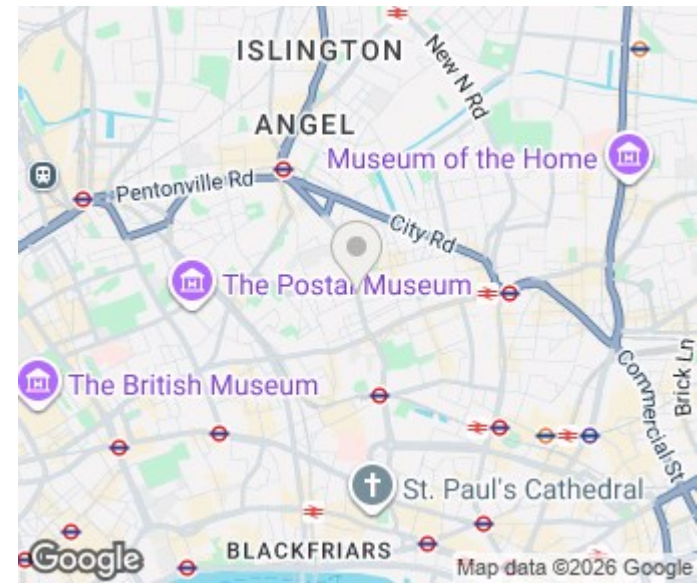 ISLINGTON
New N Rd
ANGEL
Museum of the Home
Pentonville Rd
City Rd
The Postal Museum
Commercial St
Brick Ln
The British Museum
St. Paul's Cathedral
BLACKFRIARS
Google
Map data ©2026 Google